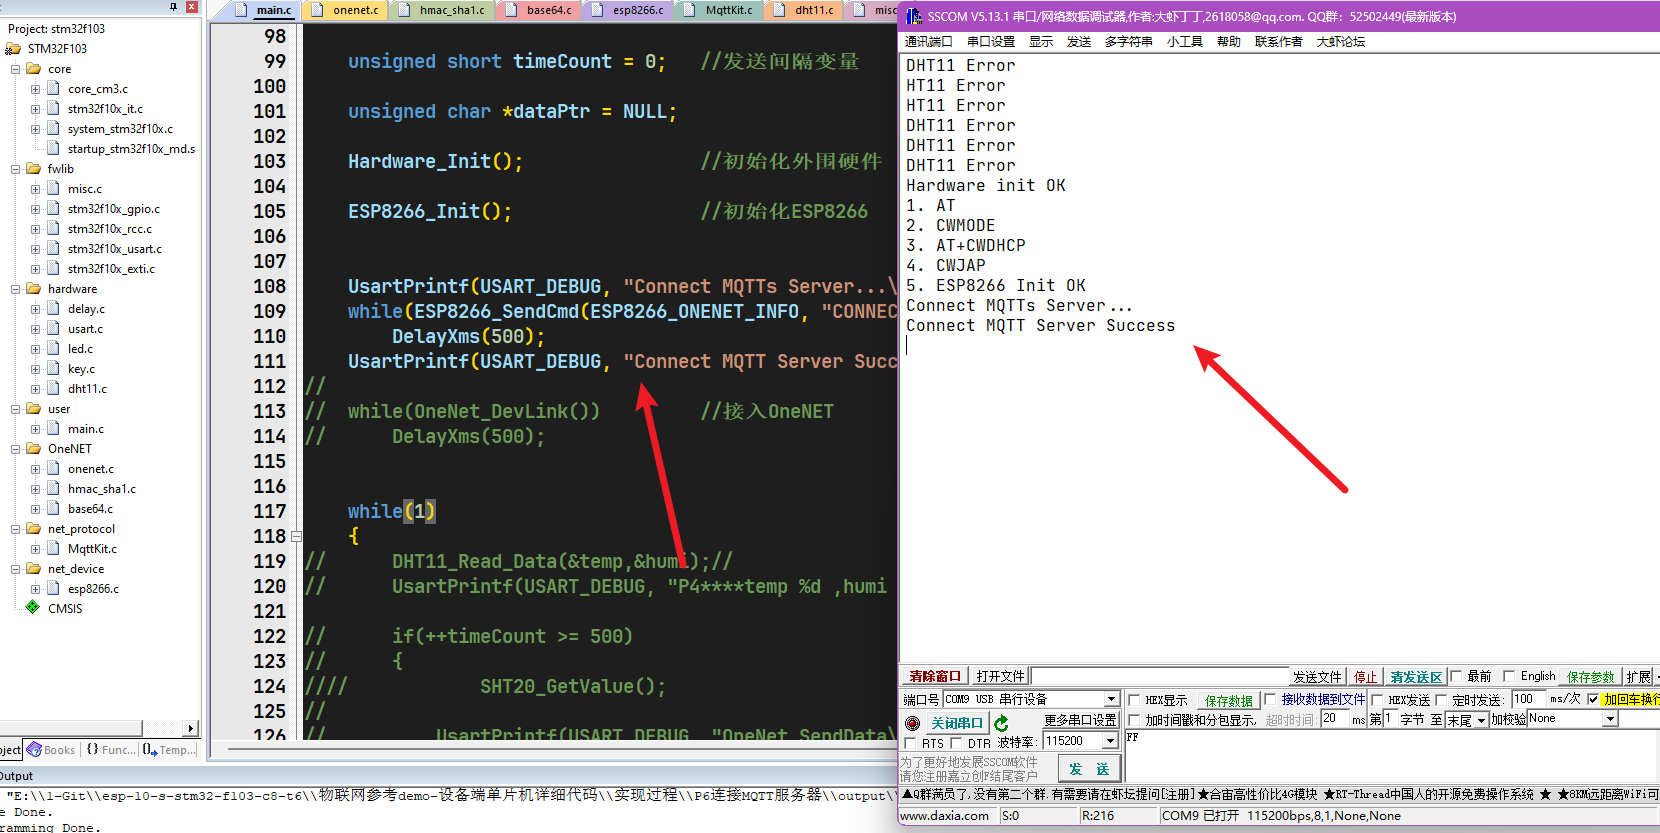 Project: stm32f103
STM32F103
core
core_cm3.c
stm32f10x_it.c
system_stm32f10x.c
startup_stm32f10x_md.s
fwlib
misc.c
stm32f10x_gpio.c
stm32f10x_rcc.c
stm32f10x_usart.c
stm32f10x_exti.c
hardware
delay.c
usart.c
led.c
key.c
dht11.c
user
main.c
OneNET
onenet.c
hmac_sha1.c
base64.c
net_protocol
MqttKit.c
net_device
esp8266.c
CMSIS
oject Books {} Func... Temp...
main.c onenet.c hmac_sha1.c base64.c esp8266.c MqttKit.c dht11.c misc
98
99 unsigned short timeCount = 0; //发送间隔变量
100
101 unsigned char *dataPtr = NULL;
102
103 Hardware_Init(); //初始化外围硬件
104
105 ESP8266_Init(); //初始化ESP8266
106
107
108 UsartPrintf(USART_DEBUG, "Connect MQTTs Server...\
109 while(ESP8266_SendCmd(ESP8266_ONENET_INFO, "CONNEC
110 DelayXms(500);
111 UsartPrintf(USART_DEBUG, "Connect MQTT Server Succ
112 //
113 // while(OneNet_DevLink()) //接入OneNET
114 // DelayXms(500);
115
116
117 while(1)
118 {
119 // DHT11_Read_Data(&temp,&humi);//
120 // UsartPrintf(USART_DEBUG, "P4****temp %d ,humi
121
122 // if(++timeCount >= 500)
123 // {
124 //// SHT20_GetValue();
125 //
126 // UsartPrintf(USART_DEBUG, "OneNet_SendData\
SSCOM V5.13.1 串口/网络数据调试器,作者:大虾丁丁,2618058@qq.com. QQ群: 52502449(最新版本)
通讯端口 串口设置 显示 发送 多字符串 小工具 帮助 联系作者 大虾论坛
DHT11 Error
HT11 Error
HT11 Error
DHT11 Error
DHT11 Error
DHT11 Error
Hardware init OK
1. AT
2. CWMODE
3. AT+CWDHCP
4. CWJAP
5. ESP8266 Init OK
Connect MQTTs Server...
Connect MQTT Server Success
清除窗口 打开文件 发送文件 停止 清发送区 最前 English 保存参数 扩展
端口号 COM9 USB 串行设备 HEX显示 保存数据 接收数据到文件 HEX发送 定时发送: 100 ms/次 加回车换行
关闭串口 更多串口设置 加时间戳和分包显示, 超时时间: 20 ms 第 1 字节 至 末尾 加校验 None
RTS DTR 波特率: 115200 FF
为了更好地发展SSCOM软件
请您注册嘉立创F结尾客户
发 送
▲Q群满员了,没有第二个群.有需要请在虾坛提问[注册]★合宙高性价比4G模块 ★RT-Thread中国人的开源免费操作系统 ★ ★8KM远距离WiFi可
www.daxia.com S:0 R:216 COM9 已打开 115200bps,8,1,None,None
Output
"E:\\1-Git\\esp-10-s-stm32-f103-c8-t6\\物联网参考demo-设备端单片机详细代码\\实现过程\\P6连接MQTT服务器\\output\
e Done.
ramming Done.